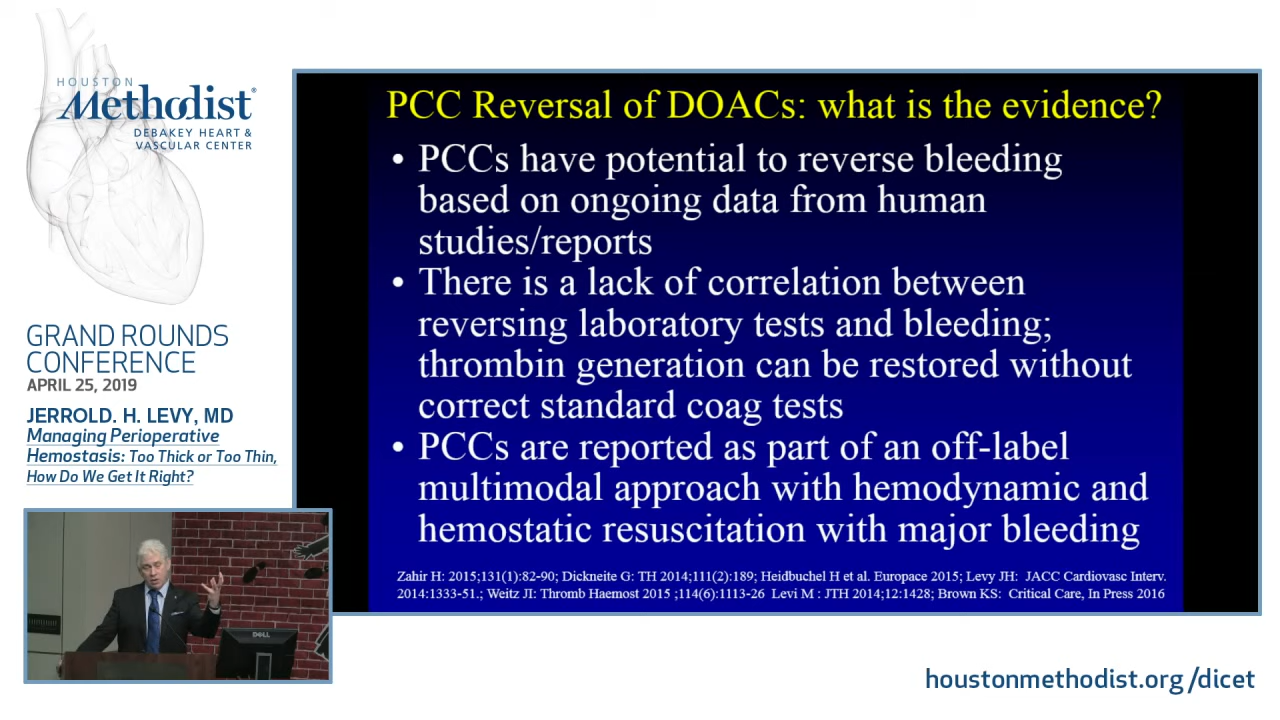 HOUSTON
Methodist®
DEBAKEY HEART &
VASCULAR CENTER
GRAND ROUNDS
CONFERENCE
APRIL 25, 2019
JERROLD. H. LEVY, MD
Managing Perioperative
Hemostasis: Too Thick or Too Thin,
How Do We Get It Right?
PCC Reversal of DOACs: what is the evidence?
• PCCs have potential to reverse bleeding
based on ongoing data from human
studies/reports
• There is a lack of correlation between
reversing laboratory tests and bleeding;
thrombin generation can be restored without
correct standard coag tests
• PCCs are reported as part of an off-label
multimodal approach with hemodynamic and
hemostatic resuscitation with major bleeding
Zahir H: 2015;131(1):82-90; Dickneite G: TH 2014;111(2):189; Heidbuchel H et al. Europace 2015; Levy JH: JACC Cardiovasc Interv.
2014:1333-51.; Weitz JI: Thromb Haemost 2015 ;114(6):1113-26 Levi M : JTH 2014;12:1428; Brown KS: Critical Care, In Press 2016
DELL
houstonmethodist.org/dicet